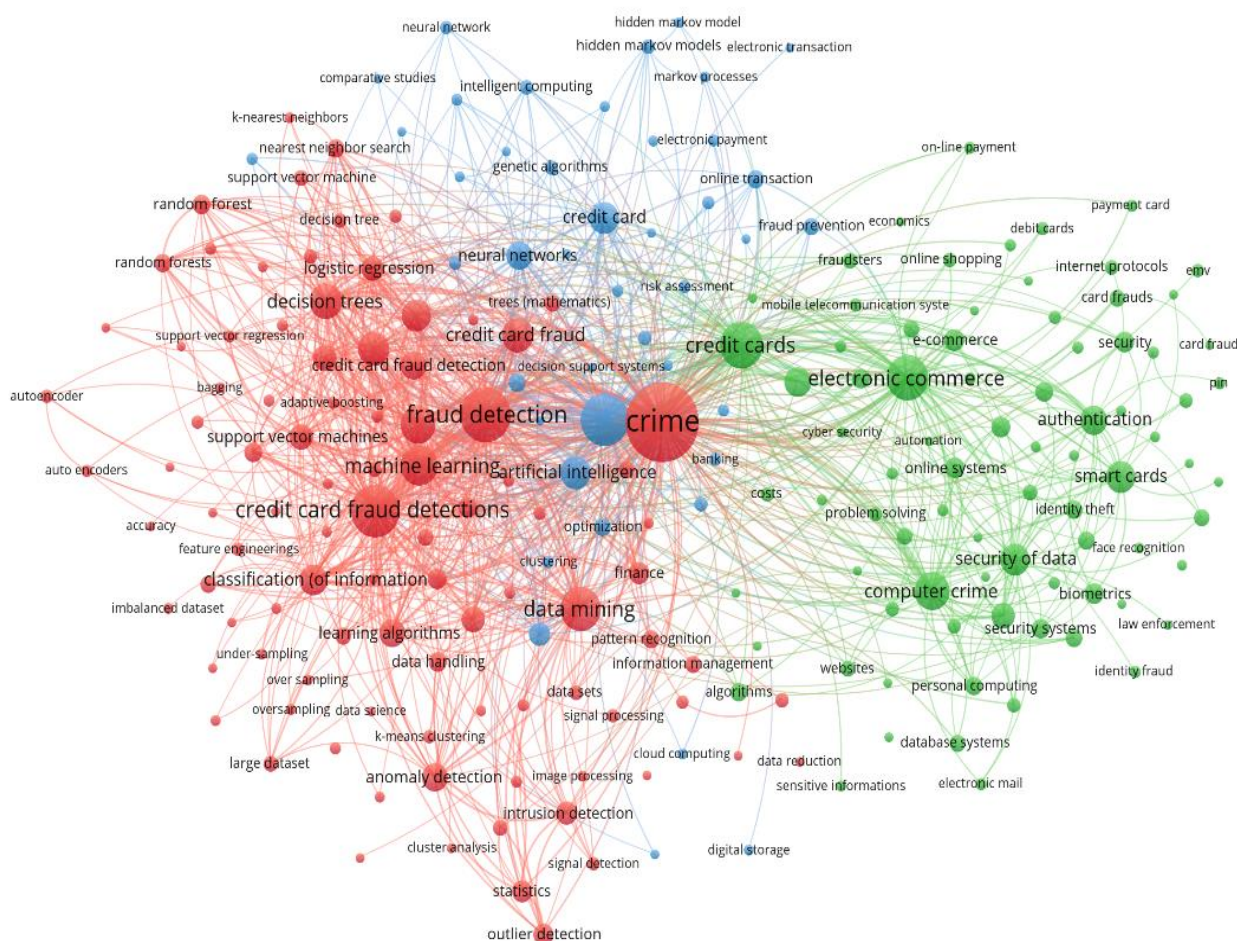 hidden markov model
neural network
hidden markov models
electronic transaction
comparative studies
intelligent computing
markov processes
k-nearest neighbors
nearest neighbor search
electronic payment
on-line payment
support vector machine
genetic algorithms
online transaction
random forest
decision tree
credit card
fraud prevention
economics
payment card
debit cards
random forests
logistic regression
neural networks
fraudsters
online shopping
internet protocols
emv
risk assessment
decision trees
trees (mathematics)
mobile telecommunication syste
card frauds
support vector regression
credit card fraud
credit cards
e-commerce
security
card fraud
credit card fraud detection
decision support systems
electronic commerce
pin
autoencoder
bagging
adaptive boosting
fraud detection
crime
authentication
support vector machines
cyber security
automation
auto encoders
machine learning
artificial intelligence
banking
online systems
smart cards
costs
credit card fraud detections
problem solving
identity theft
accuracy
optimization
feature engineerings
face recognition
classification (of information
clustering
finance
security of data
computer crime
biometrics
imbalanced dataset
data mining
law enforcement
learning algorithms
pattern recognition
security systems
under-sampling
data handling
information management
websites
identity fraud
over sampling
data sets
algorithms
personal computing
oversampling
data science
signal processing
k-means clustering
database systems
large dataset
cloud computing
data reduction
anomaly detection
image processing
sensitive informations
electronic mail
intrusion detection
cluster analysis
digital storage
signal detection
statistics
outlier detection